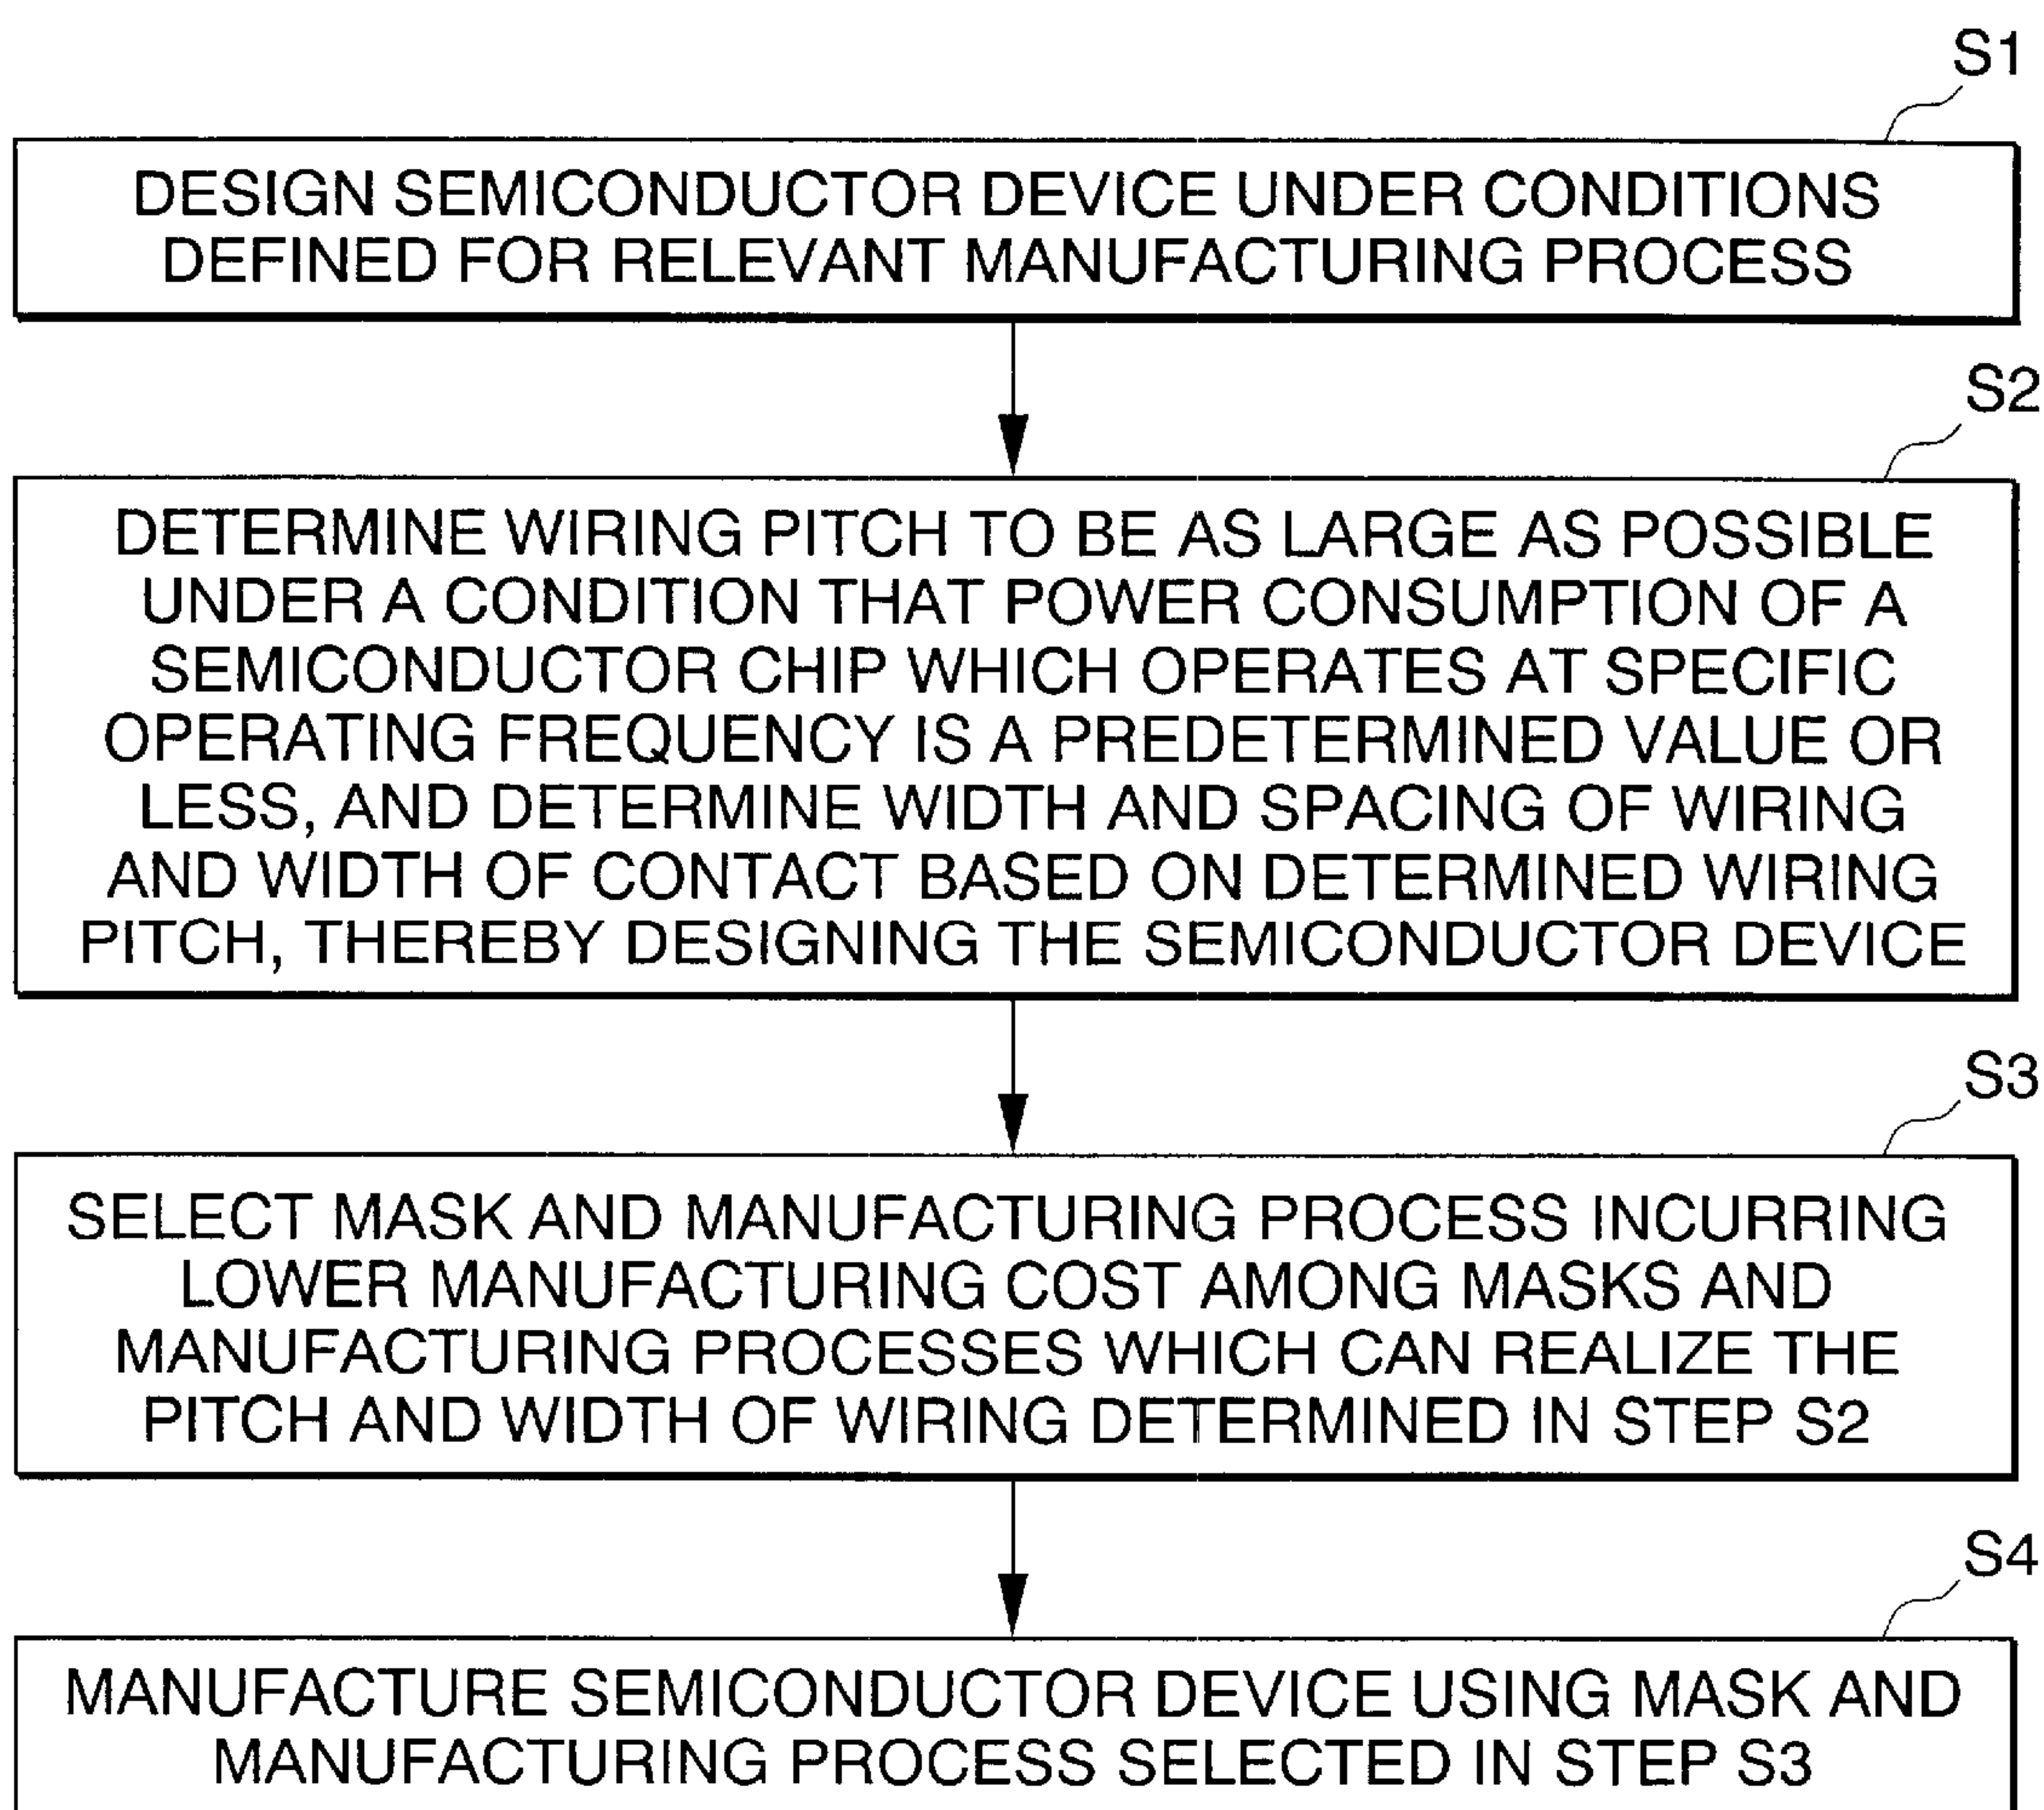 S1
DESIGN SEMICONDUCTOR DEVICE UNDER CONDITIONS
DEFINED FOR RELEVANT MANUFACTURING PROCESS
S2
DETERMINE WIRING PITCH TO BE AS LARGE AS POSSIBLE
UNDER A CONDITION THAT POWER CONSUMPTION OF A
SEMICONDUCTOR CHIP WHICH OPERATES AT SPECIFIC
OPERATING FREQUENCY IS A PREDETERMINED VALUE OR
LESS, AND DETERMINE WIDTH AND SPACING OF WIRING
AND WIDTH OF CONTACT BASED ON DETERMINED WIRING
PITCH, THEREBY DESIGNING THE SEMICONDUCTOR DEVICE
S3
SELECT MASK AND MANUFACTURING PROCESS INCURRING
LOWER MANUFACTURING COST AMONG MASKS AND
MANUFACTURING PROCESSES WHICH CAN REALIZE THE
PITCH AND WIDTH OF WIRING DETERMINED IN STEP S2
S4
MANUFACTURE SEMICONDUCTOR DEVICE USING MASK AND
MANUFACTURING PROCESS SELECTED IN STEP S3